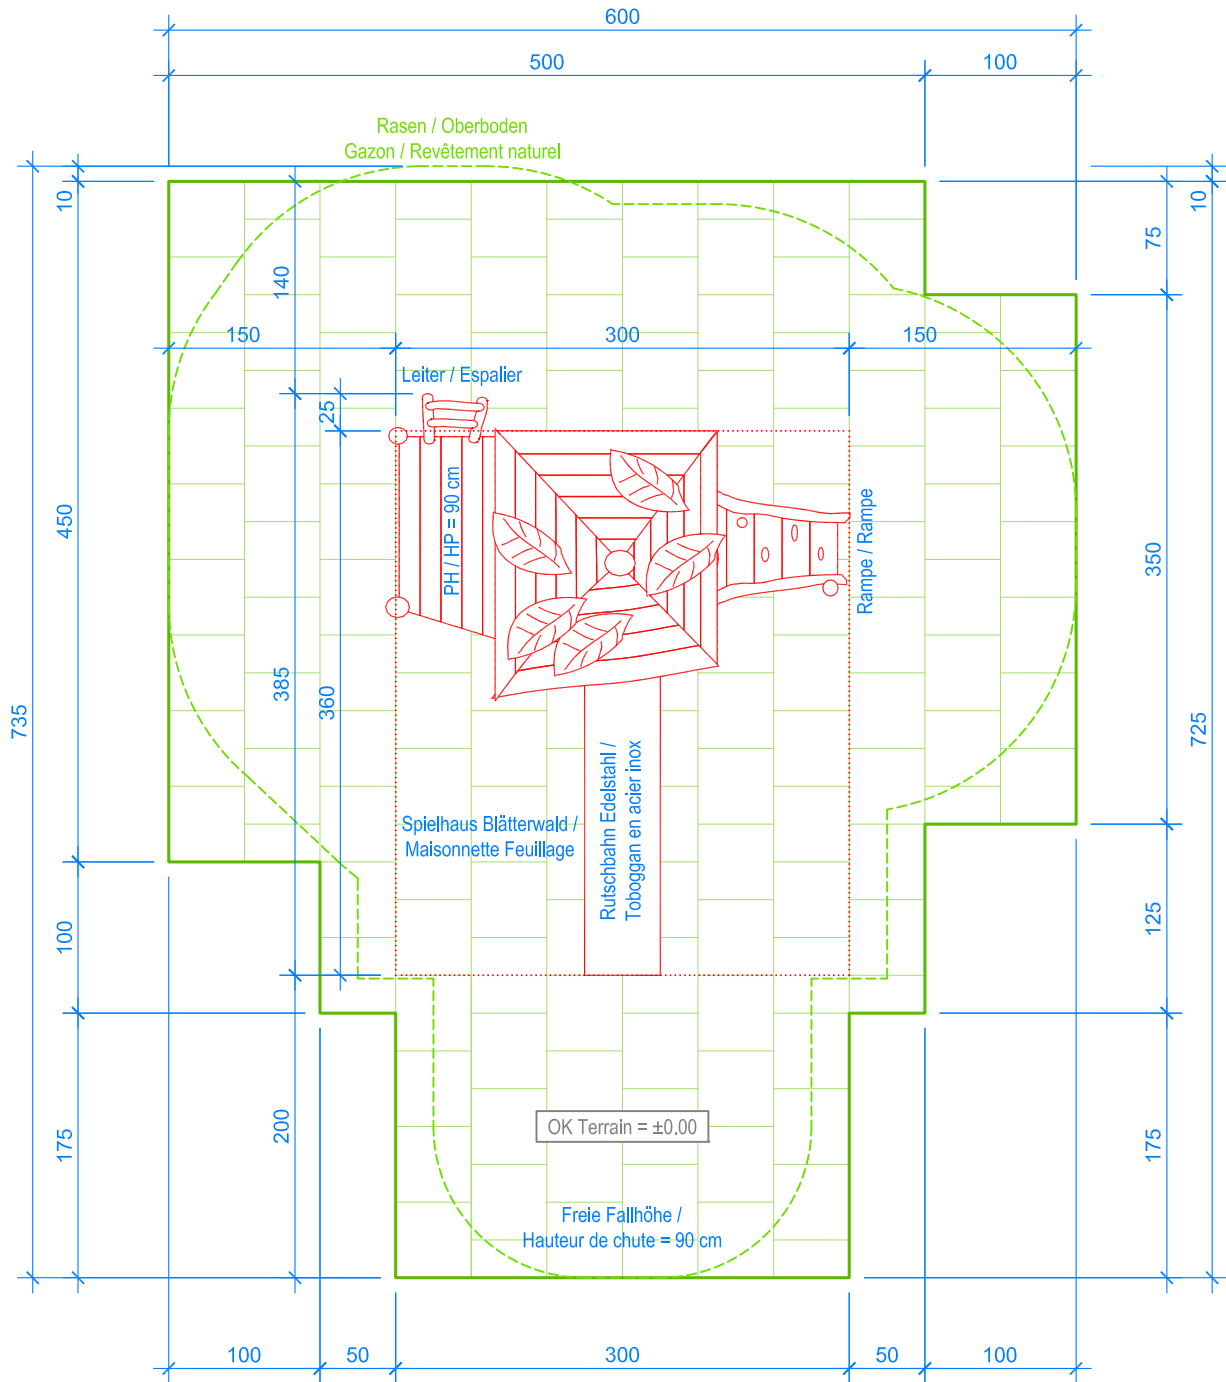 600
500
100
Rasen / Oberboden
Gazon / Revêtement naturel
10
10
75
140
150
300
150
Leiter / Espalier
25
PH / HP = 90 cm
Rampe / Rampe
450
350
385
360
735
725
Spielhaus Blätterwald /
Maisonnette Feuillage
Rutschbahn Edelstahl /
Toboggan en acier inox
100
125
OK Terrain = ±0,00
175
200
175
Freie Fallhöhe /
Hauteur de chute = 90 cm
100
50
300
50
100